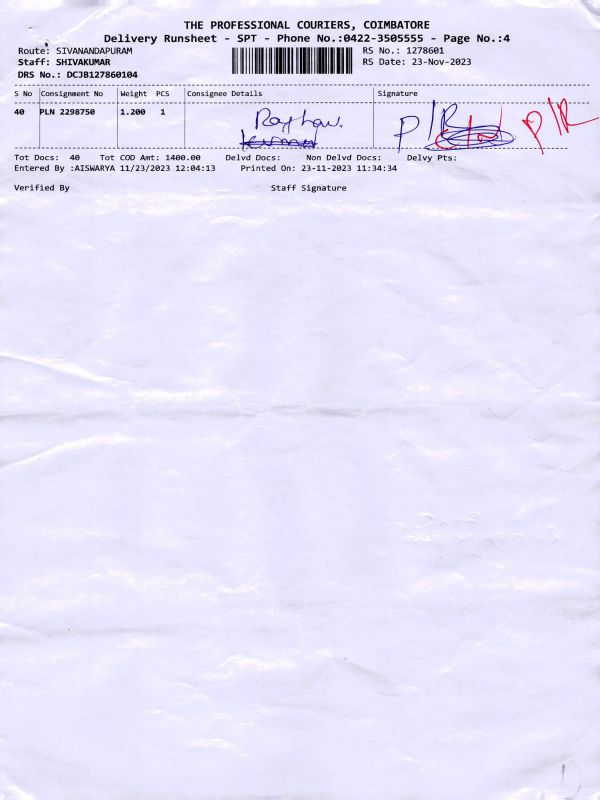 THE PROFESSIONAL COURIERS, COIMBATORE
Delivery Runsheet - SPT - Phone No.:0422-3505555 - Page No.:4
Route: SIVANANDAPURAM
RS No.: 1278601
Staff: SHIVAKUMAR
RS Date: 23-Nov-2023
DRS No.: DCJB127860104
S No Consignment No Weight PCS Consignee Details Signature
40 PLN 2298750 1.200 1 P/R P/R
Tot Docs: 40 Tot COD Amt: 1400.00 Delvd Docs: Non Delvd Docs: Delvy Pts:
Entered By :AISWARYA 11/23/2023 12:04:13 Printed On: 23-11-2023 11:34:34
Verified By Staff Signature